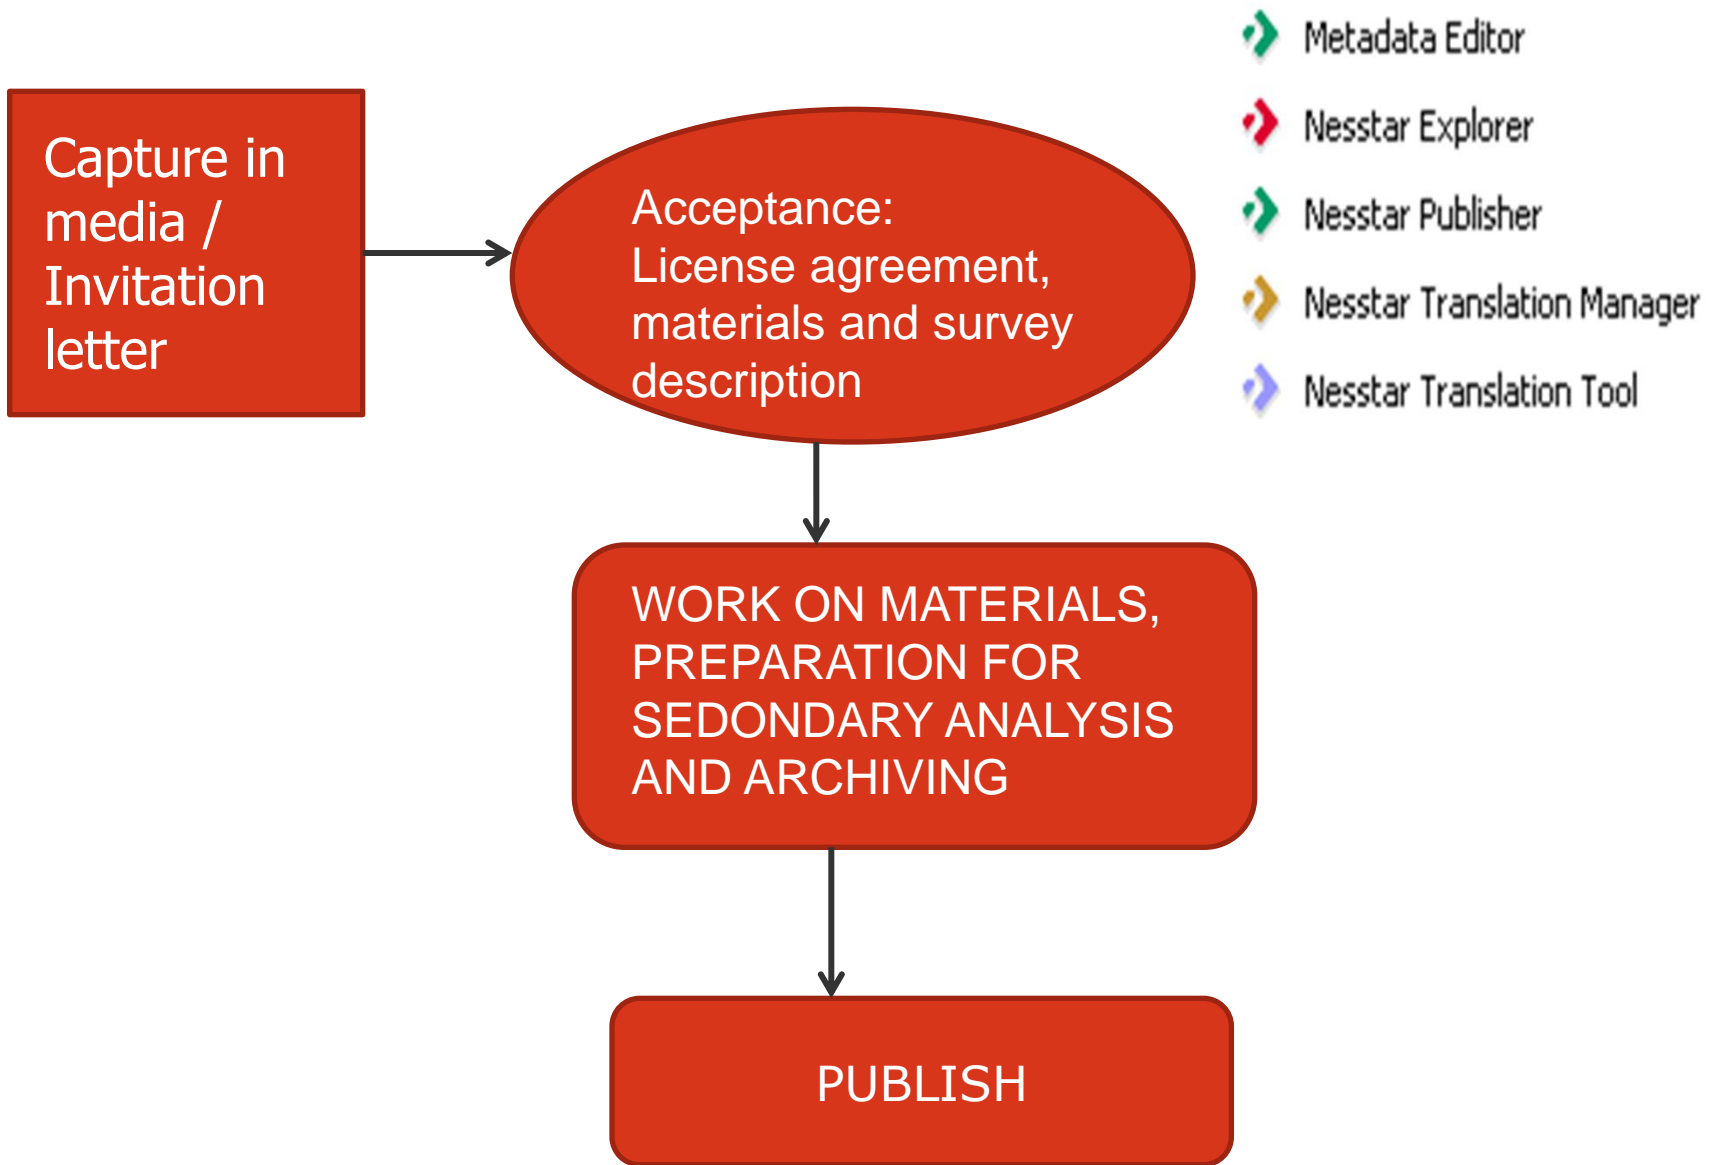 Capture in
media /
Invitation
letter
Acceptance:
License agreement,
materials and survey
description
Metadata Editor
Nesstar Explorer
Nesstar Publisher
Nesstar Translation Manager
Nesstar Translation Tool
WORK ON MATERIALS,
PREPARATION FOR
SEDONDARY ANALYSIS
AND ARCHIVING
PUBLISH